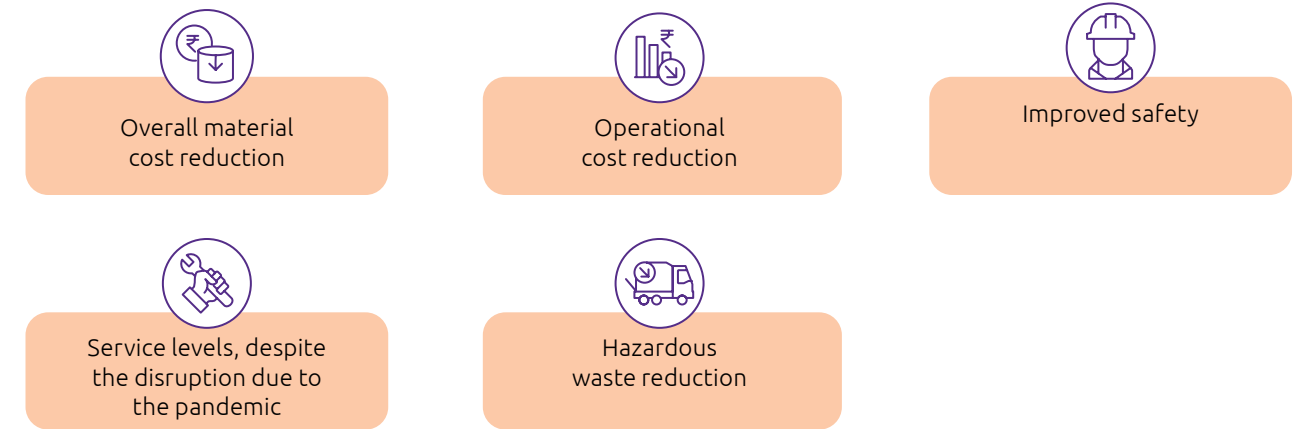 ₹
Overall material
cost reduction
₹
Operational
cost reduction
Improved safety
Service levels, despite
the disruption due to
the pandemic
Hazardous
waste reduction